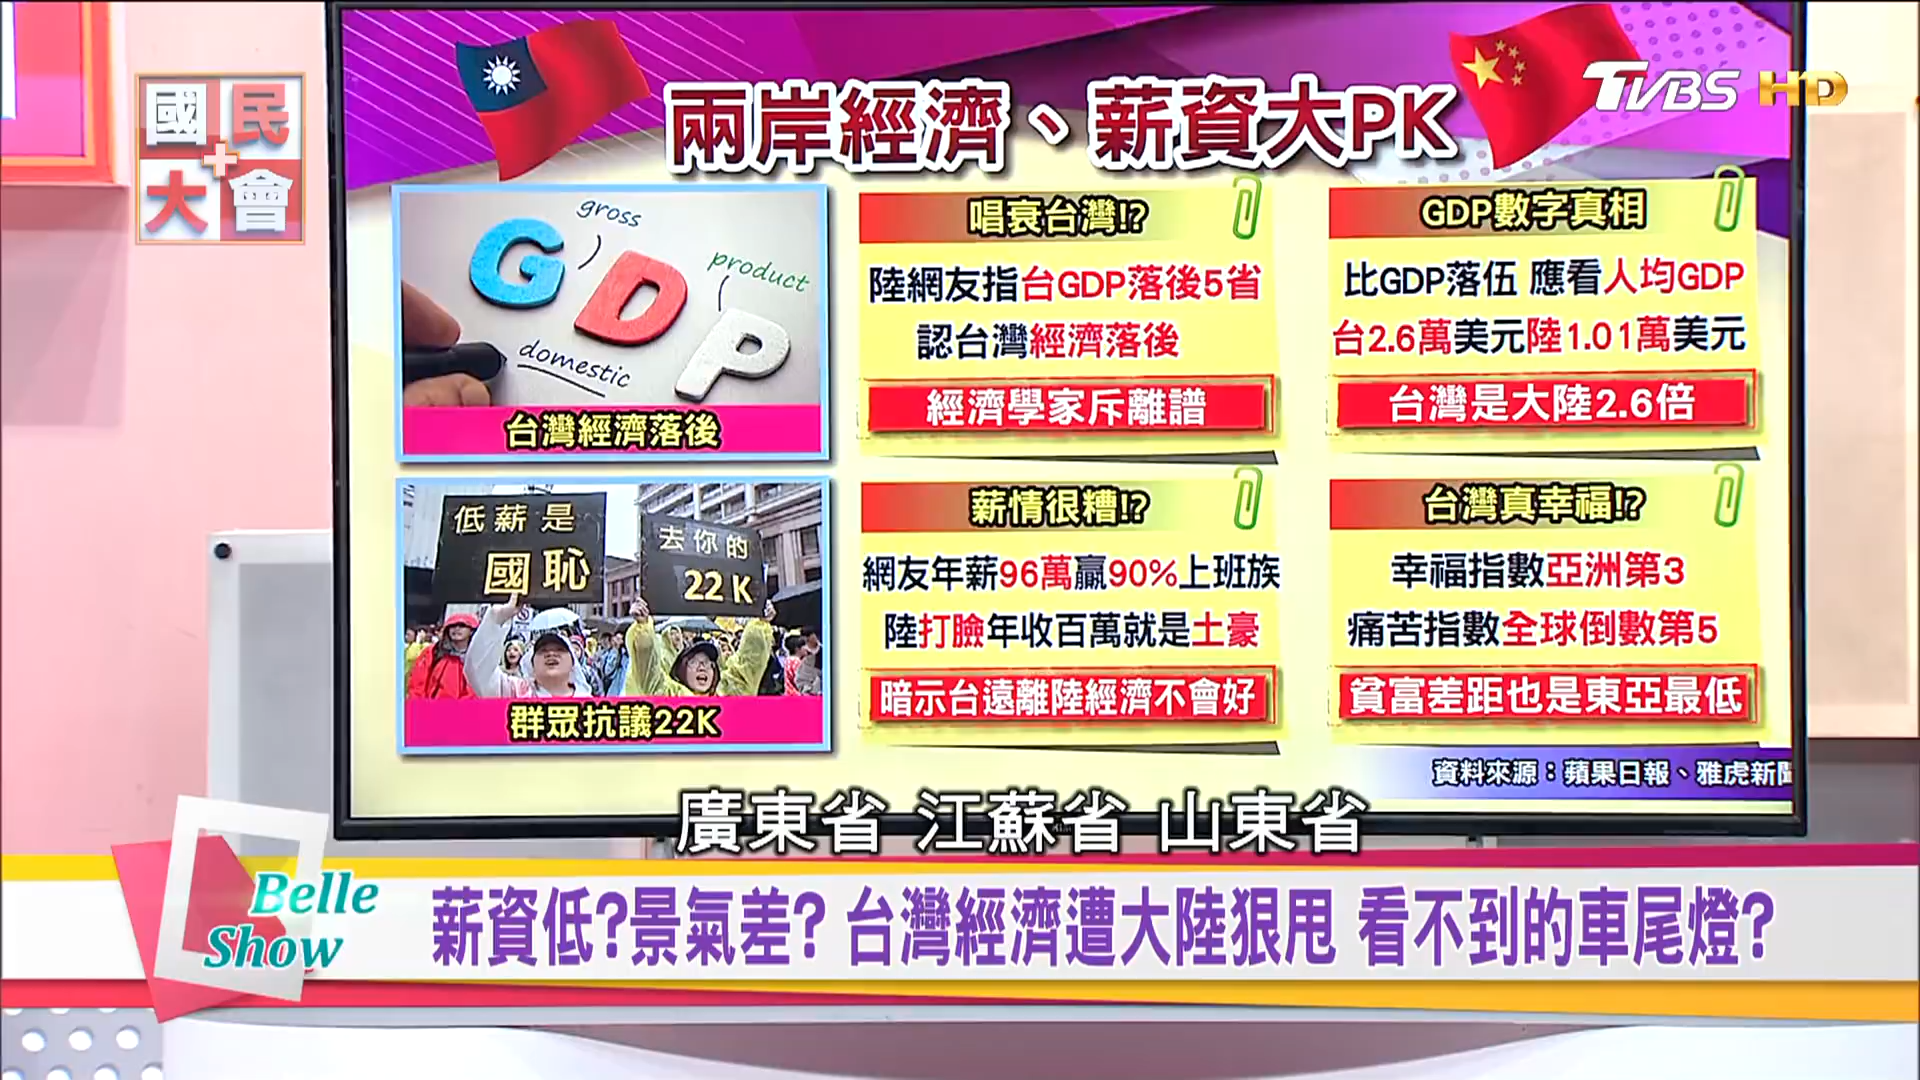 國民
大會
TVBS HD
兩岸經濟、薪資大PK
gross
GDP
product
domestic
台灣經濟落後
唱衰台灣!?
陸網友指台GDP落後5省
認台灣經濟落後
經濟學家斥離譜
GDP數字真相
比GDP落伍 應看人均GDP
台2.6萬美元陸1.01萬美元
台灣是大陸2.6倍
低薪是
國恥
去你的
22K
群眾抗議22K
薪情很糟!?
網友年薪96萬贏90%上班族
陸打臉年收百萬就是土豪
暗示台遠離陸經濟不會好
台灣真幸福!?
幸福指數亞洲第3
痛苦指數全球倒數第5
貧富差距也是東亞最低
資料來源：蘋果日報、雅虎新聞
廣東省 江蘇省 山東省
Belle
Show
薪資低?景氣差? 台灣經濟遭大陸狠甩 看不到的車尾燈?